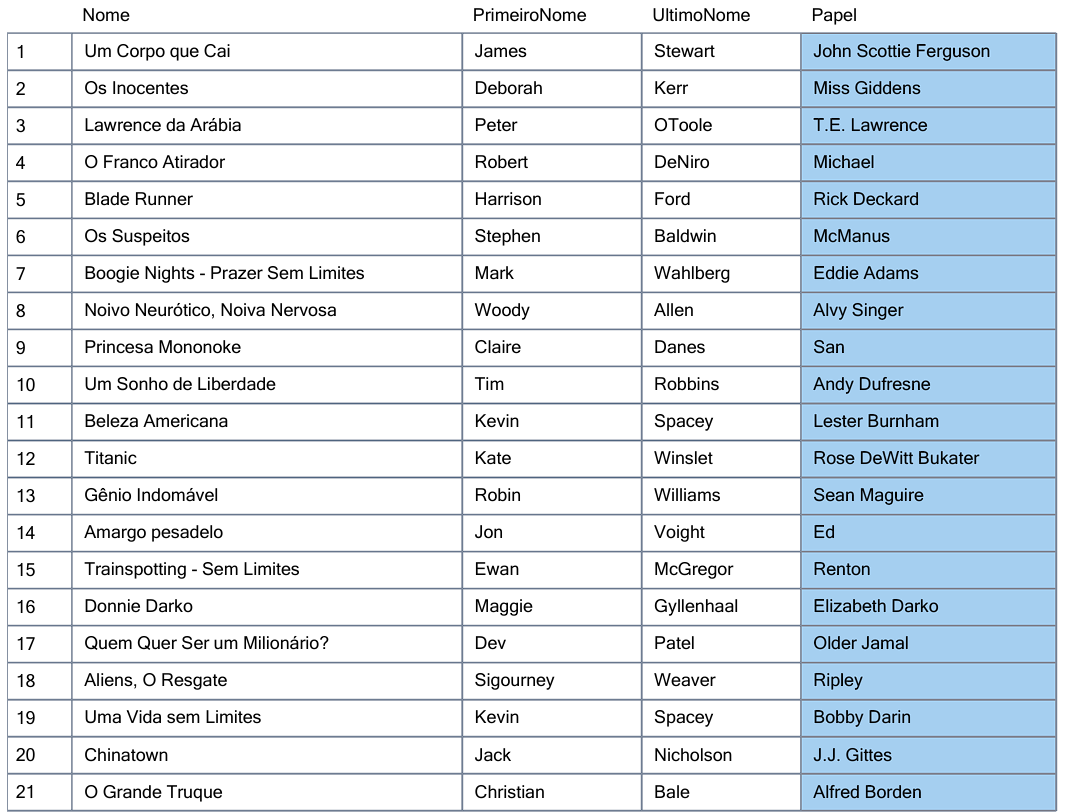 Nome PrimeiroNome UltimoNome Papel
1 Um Corpo que Cai James Stewart John Scottie Ferguson
2 Os Inocentes Deborah Kerr Miss Giddens
3 Lawrence da Arábia Peter OToole T.E. Lawrence
4 O Franco Atirador Robert DeNiro Michael
5 Blade Runner Harrison Ford Rick Deckard
6 Os Suspeitos Stephen Baldwin McManus
7 Boogie Nights - Prazer Sem Limites Mark Wahlberg Eddie Adams
8 Noivo Neurótico, Noiva Nervosa Woody Allen Alvy Singer
9 Princesa Mononoke Claire Danes San
10 Um Sonho de Liberdade Tim Robbins Andy Dufresne
11 Beleza Americana Kevin Spacey Lester Burnham
12 Titanic Kate Winslet Rose DeWitt Bukater
13 Gênio Indomável Robin Williams Sean Maguire
14 Amargo pesadelo Jon Voight Ed
15 Trainspotting - Sem Limites Ewan McGregor Renton
16 Donnie Darko Maggie Gyllenhaal Elizabeth Darko
17 Quem Quer Ser um Milionário? Dev Patel Older Jamal
18 Aliens, O Resgate Sigourney Weaver Ripley
19 Uma Vida sem Limites Kevin Spacey Bobby Darin
20 Chinatown Jack Nicholson J.J. Gittes
21 O Grande Truque Christian Bale Alfred Borden